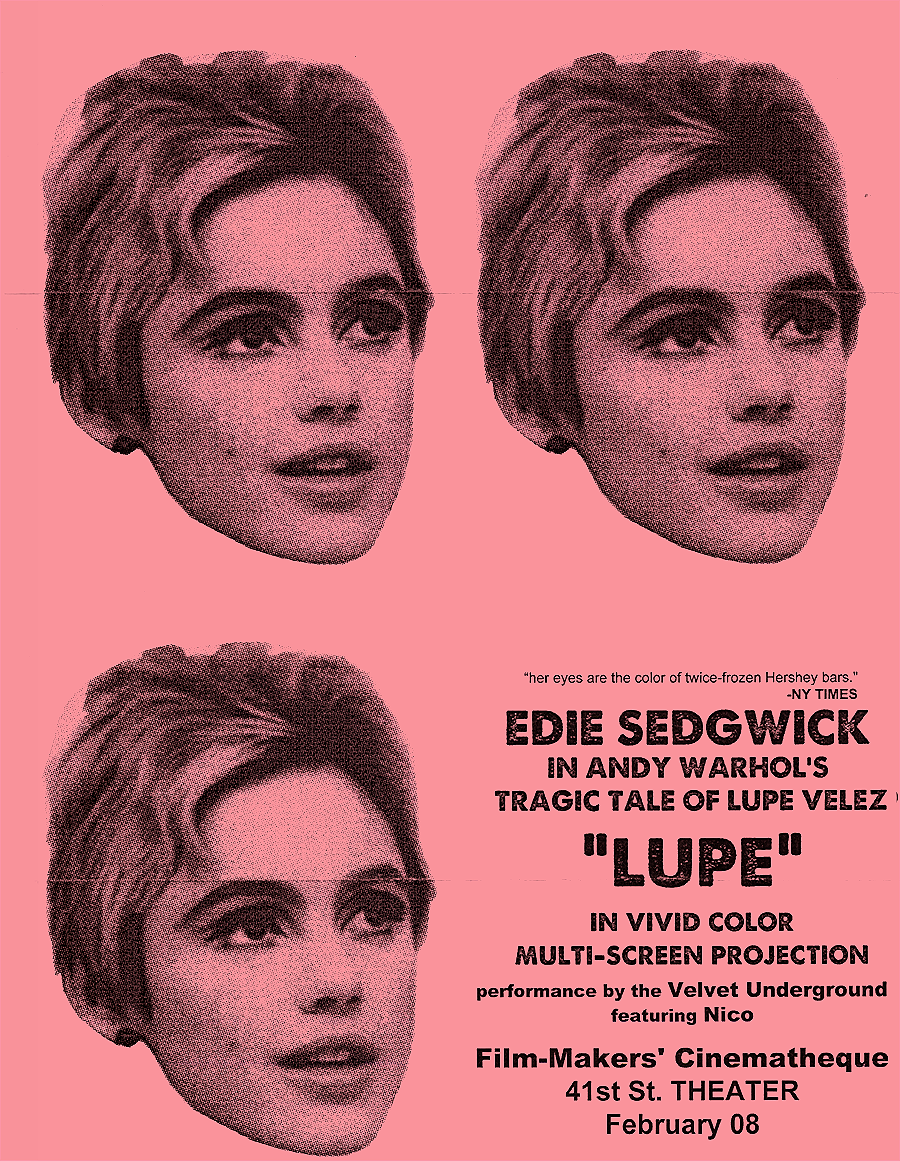 "her eyes are the color of twice-frozen Hershey bars."
-NY TIMES
EDIE SEDGWICK
IN ANDY WARHOL'S
TRAGIC TALE OF LUPE VELEZ
"LUPE"
IN VIVID COLOR
MULTI-SCREEN PROJECTION
performance by the Velvet Underground
featuring Nico
Film-Makers' Cinematheque
41st St. THEATER
February 08